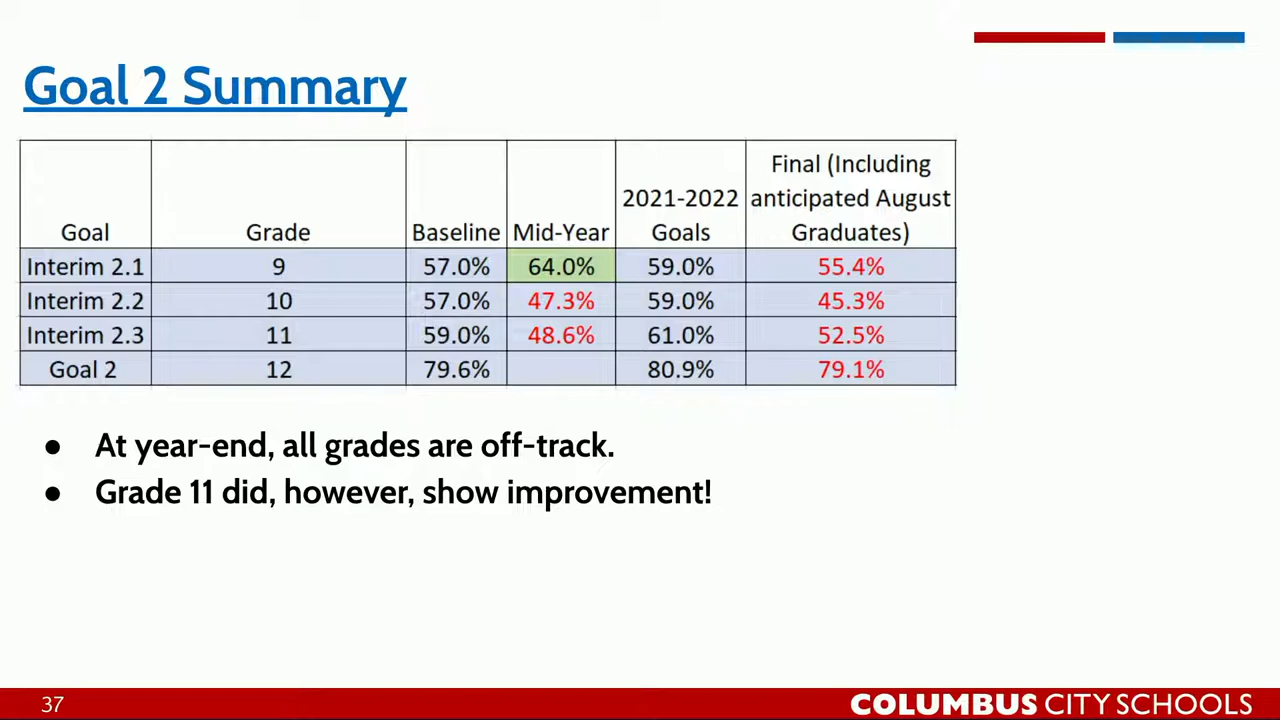 Goal 2 Summary
Goal Grade Baseline Mid-Year 2021-2022 Goals Final (Including anticipated August Graduates)
Interim 2.1 9 57.0% 64.0% 59.0% 55.4%
Interim 2.2 10 57.0% 47.3% 59.0% 45.3%
Interim 2.3 11 59.0% 48.6% 61.0% 52.5%
Goal 2 12 79.6% 80.9% 79.1%
● At year-end, all grades are off-track.
● Grade 11 did, however, show improvement!
37 COLUMBUS CITY SCHOOLS